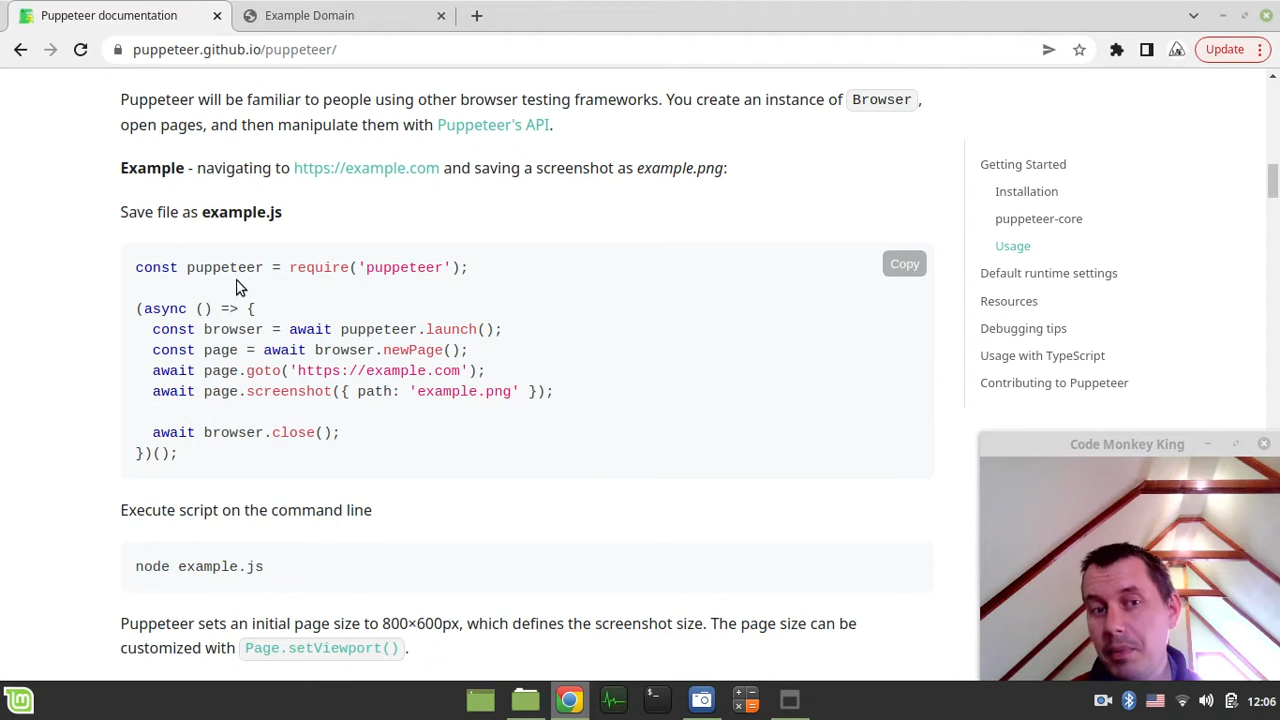 Puppeteer documentation
Example Domain
puppeteer.github.io/puppeteer/
Update
Puppeteer will be familiar to people using other browser testing frameworks. You create an instance of Browser,
open pages, and then manipulate them with Puppeteer's API.
Example - navigating to https://example.com and saving a screenshot as example.png:
Save file as example.js
const puppeteer = require('puppeteer');
Copy
(async () => {
  const browser = await puppeteer.launch();
  const page = await browser.newPage();
  await page.goto('https://example.com');
  await page.screenshot({ path: 'example.png' });
  await browser.close();
})();
Execute script on the command line
node example.js
Puppeteer sets an initial page size to 800×600px, which defines the screenshot size. The page size can be
customized with Page.setViewport().
Getting Started
Installation
puppeteer-core
Usage
Default runtime settings
Resources
Debugging tips
Usage with TypeScript
Contributing to Puppeteer
Code Monkey King
12:06